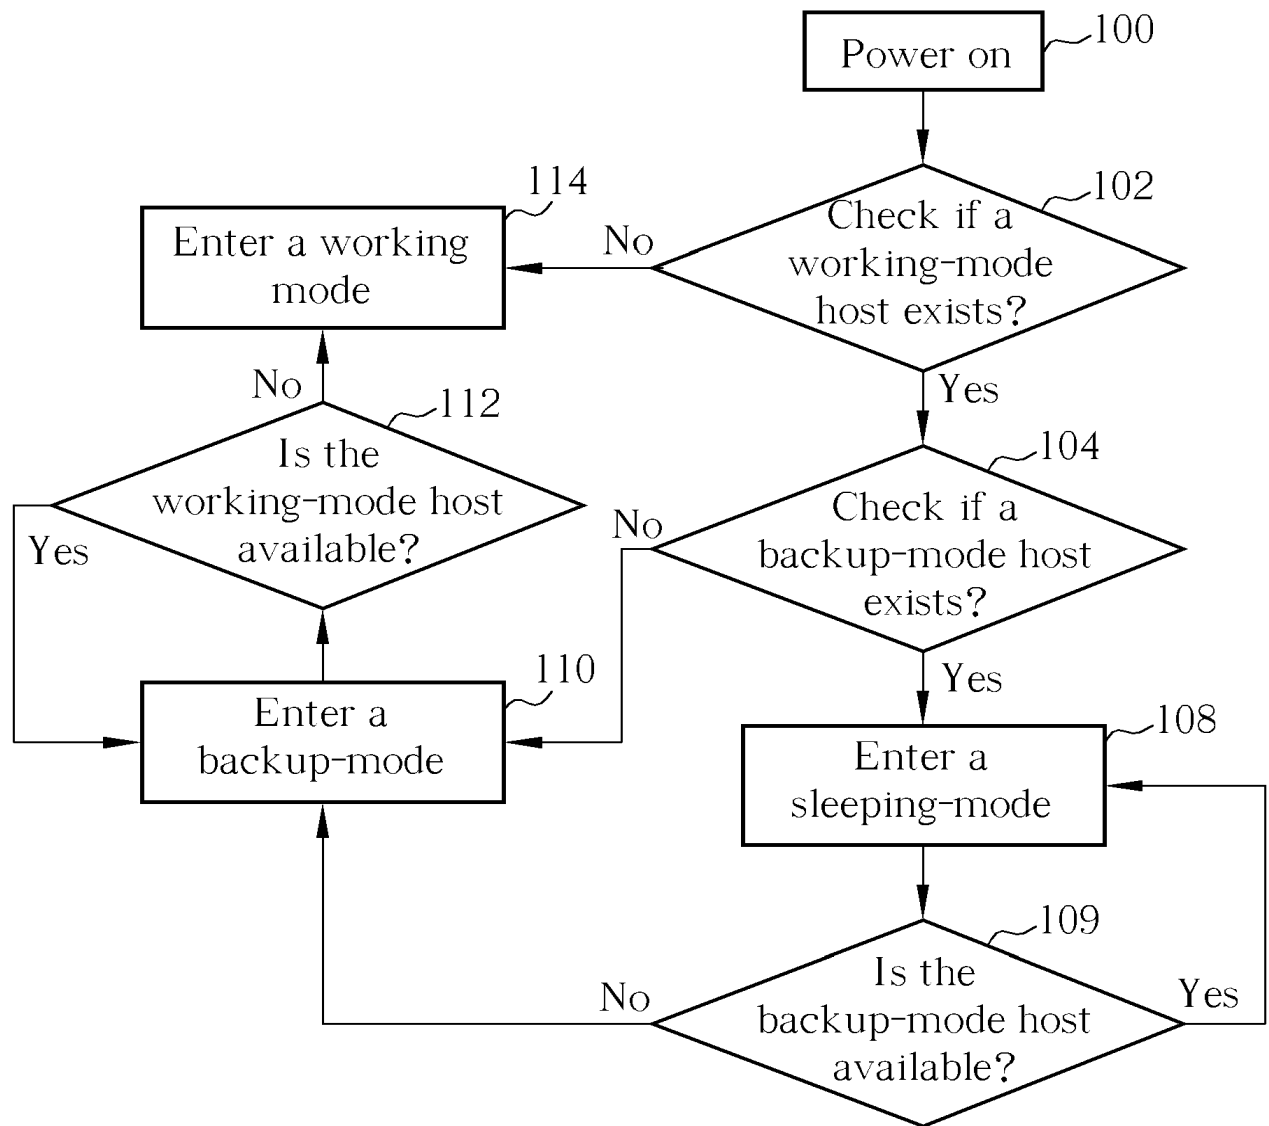 Power on
100
Check if a
working-mode
host exists?
102
No
Yes
Enter a working
mode
114
No
Is the
working-mode host
available?
112
Yes
Check if a
backup-mode host
exists?
104
No
Yes
Enter a
backup-mode
110
Enter a
sleeping-mode
108
Is the
backup-mode host
available?
109
No
Yes